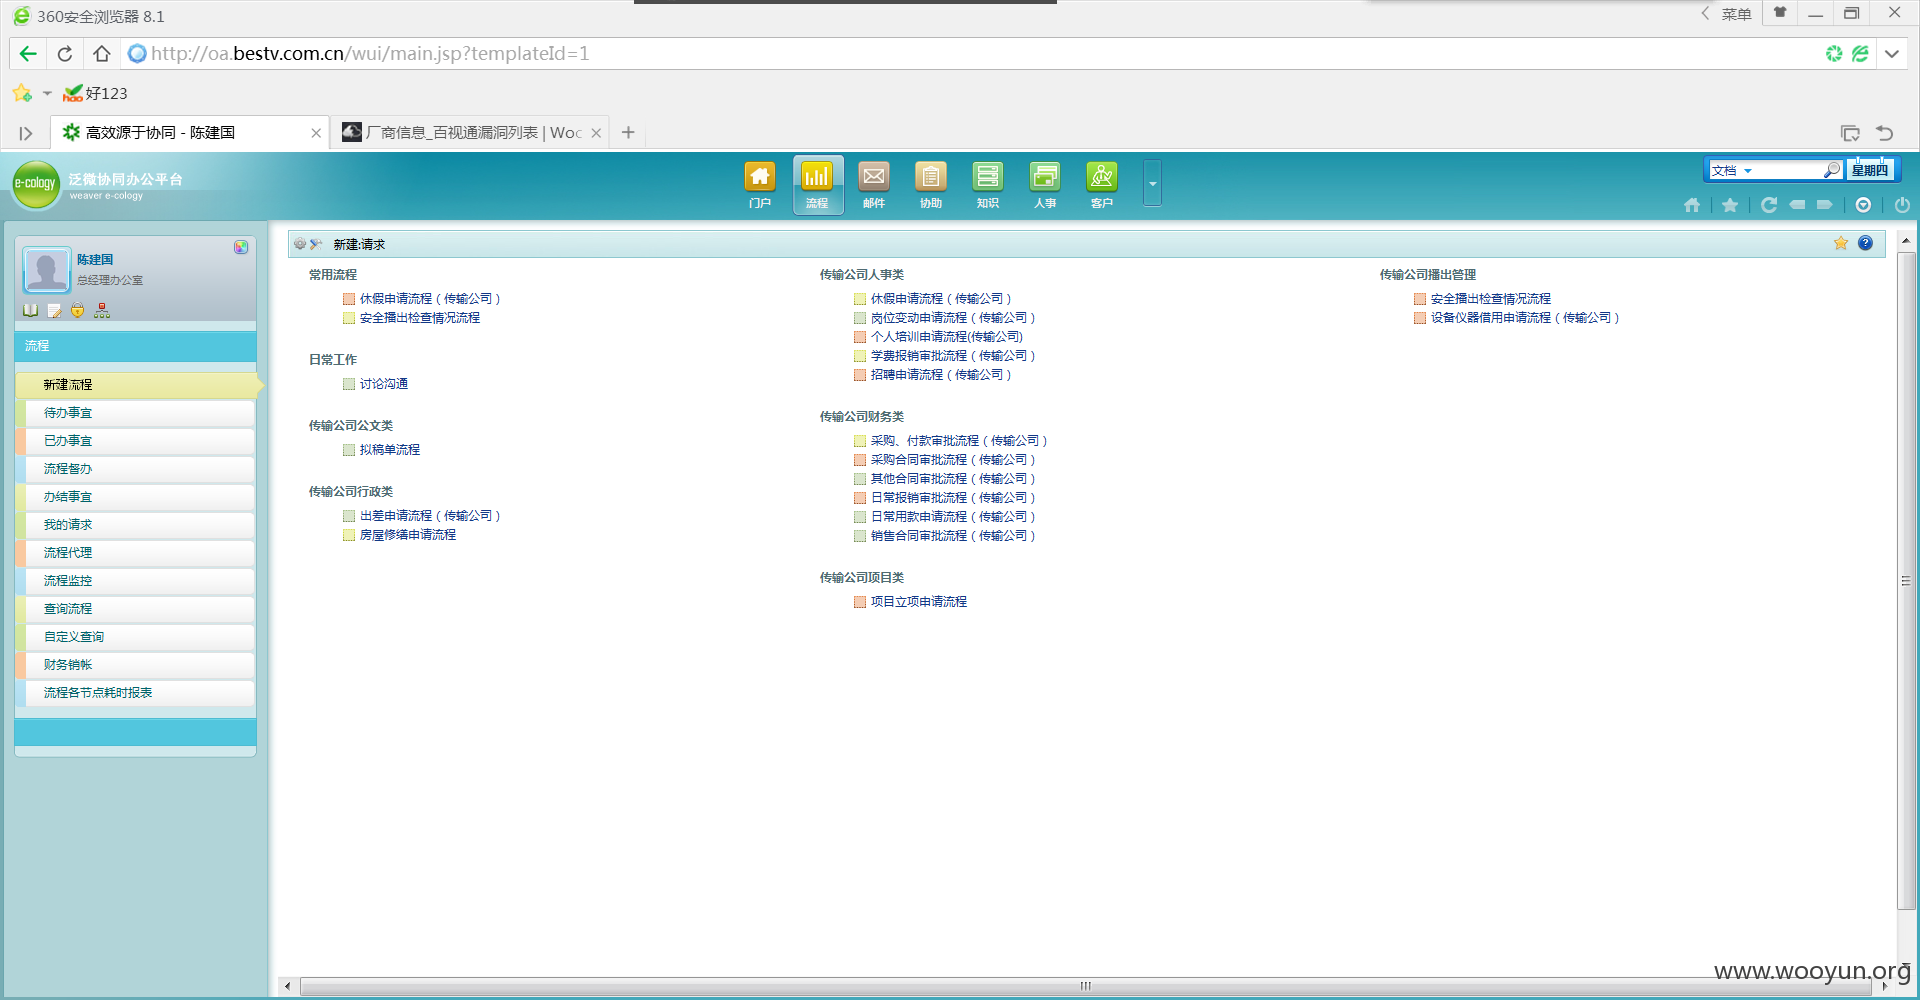 360安全浏览器 8.1
菜单
http://oa.bestv.com.cn/wui/main.jsp?templateId=1
好123
高效源于协同 - 陈建国
厂商信息_百视通漏洞列表 | Woo
e-cology
泛微协同办公平台
weaver e-cology
门户
流程
邮件
协助
知识
人事
客户
文档
星期四
陈建国
总经理办公室
流程
新建流程
待办事宜
已办事宜
流程督办
办结事宜
我的请求
流程代理
流程监控
查询流程
自定义查询
财务销帐
流程各节点耗时报表
新建:请求
常用流程
休假申请流程（传输公司）
安全播出检查情况流程
日常工作
讨论沟通
传输公司公文类
拟稿单流程
传输公司行政类
出差申请流程（传输公司）
房屋修缮申请流程
传输公司人事类
休假申请流程（传输公司）
岗位变动申请流程（传输公司）
个人培训申请流程(传输公司)
学费报销审批流程（传输公司）
招聘申请流程（传输公司）
传输公司财务类
采购、付款审批流程（传输公司）
采购合同审批流程（传输公司）
其他合同审批流程（传输公司）
日常报销审批流程（传输公司）
日常用款申请流程（传输公司）
销售合同审批流程（传输公司）
传输公司项目类
项目立项申请流程
传输公司播出管理
安全播出检查情况流程
设备仪器借用申请流程（传输公司）
www.wooyun.org